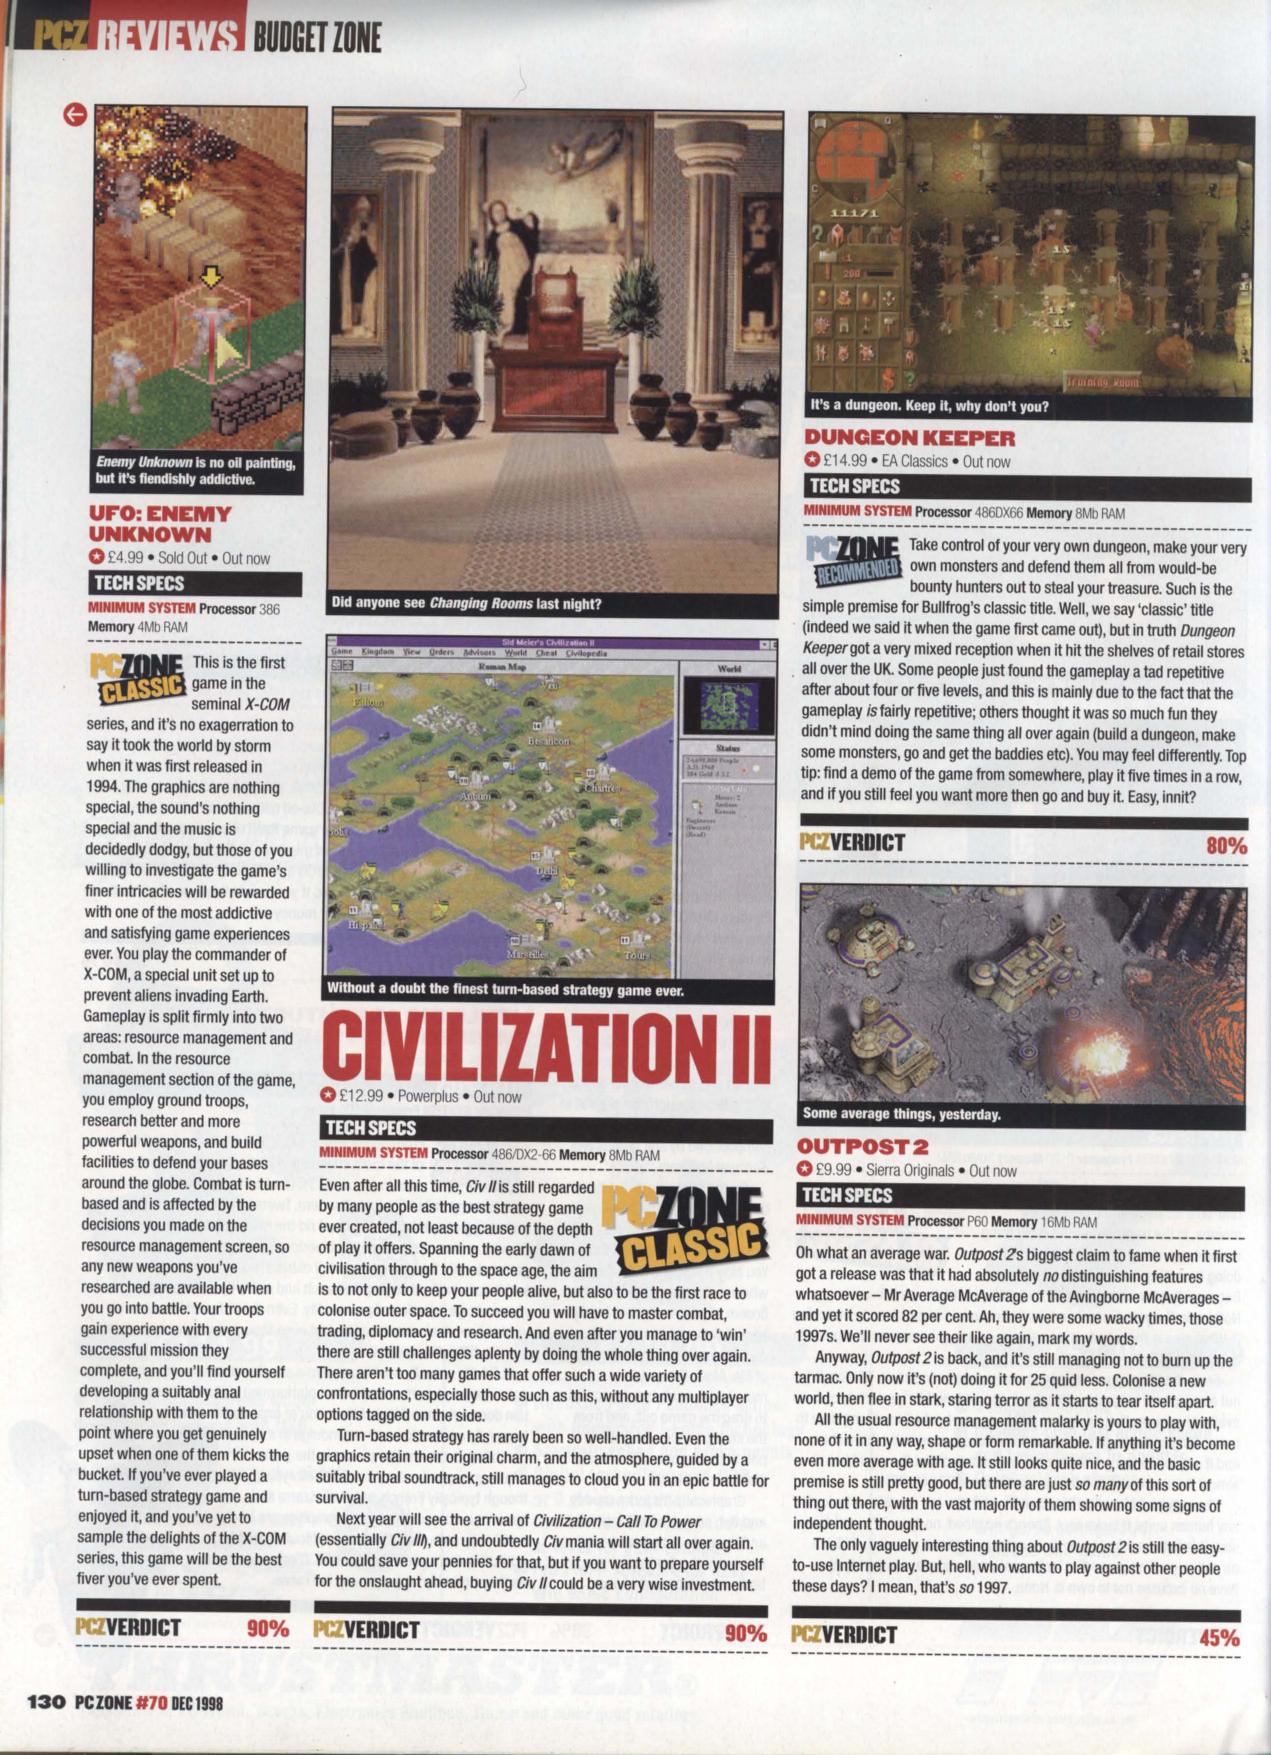 PCZ REVIEWS BUDGET ZONE
Enemy Unknown is no oil painting,
but it's fiendishly addictive.
UFO: ENEMY
UNKNOWN
£4.99 • Sold Out • Out now
TECH SPECS
MINIMUM SYSTEM Processor 386
Memory 4Mb RAM
PCZONE
CLASSIC
This is the first
game in the
seminal X-COM
series, and it's no exagerration to
say it took the world by storm
when it was first released in
1994. The graphics are nothing
special, the sound's nothing
special and the music is
decidedly dodgy, but those of you
willing to investigate the game's
finer intricacies will be rewarded
with one of the most addictive
and satisfying game experiences
ever. You play the commander of
X-COM, a special unit set up to
prevent aliens invading Earth.
Gameplay is split firmly into two
areas: resource management and
combat. In the resource
management section of the game,
you employ ground troops,
research better and more
powerful weapons, and build
facilities to defend your bases
around the globe. Combat is turn-
based and is affected by the
decisions you made on the
resource management screen, so
any new weapons you've
researched are available when
you go into battle. Your troops
gain experience with every
successful mission they
complete, and you'll find yourself
developing a suitably anal
relationship with them to the
point where you get genuinely
upset when one of them kicks the
bucket. If you've ever played a
turn-based strategy game and
enjoyed it, and you've yet to
sample the delights of the X-COM
series, this game will be the best
fiver you've ever spent.
PCZVERDICT 90%
Did anyone see Changing Rooms last night?
Sid Meier's Civilization II
Game Kingdom View Orders Advisors World Cheat Civilopedia
Roman Map
World
Besancon
Status
Autun
Chartres
Delhi
Marseilles
Tours
Without a doubt the finest turn-based strategy game ever.
CIVILIZATION II
£12.99 • Powerplus • Out now
TECH SPECS
MINIMUM SYSTEM Processor 486/DX2-66 Memory 8Mb RAM
PCZONE
CLASSIC
Even after all this time, Civ II is still regarded
by many people as the best strategy game
ever created, not least because of the depth
of play it offers. Spanning the early dawn of
civilisation through to the space age, the aim
is to not only to keep your people alive, but also to be the first race to
colonise outer space. To succeed you will have to master combat,
trading, diplomacy and research. And even after you manage to 'win'
there are still challenges aplenty by doing the whole thing over again.
There aren't too many games that offer such a wide variety of
confrontations, especially those such as this, without any multiplayer
options tagged on the side.
Turn-based strategy has rarely been so well-handled. Even the
graphics retain their original charm, and the atmosphere, guided by a
suitably tribal soundtrack, still manages to cloud you in an epic battle for
survival.
Next year will see the arrival of Civilization – Call To Power
(essentially Civ III), and undoubtedly Civ mania will start all over again.
You could save your pennies for that, but if you want to prepare yourself
for the onslaught ahead, buying Civ II could be a very wise investment.
PCZVERDICT 90%
11171
Training Room
It's a dungeon. Keep it, why don't you?
DUNGEON KEEPER
£14.99 • EA Classics • Out now
TECH SPECS
MINIMUM SYSTEM Processor 486DX66 Memory 8Mb RAM
PCZONE
RECOMMENDED
Take control of your very own dungeon, make your very
own monsters and defend them all from would-be
bounty hunters out to steal your treasure. Such is the
simple premise for Bullfrog's classic title. Well, we say 'classic' title
(indeed we said it when the game first came out), but in truth Dungeon
Keeper got a very mixed reception when it hit the shelves of retail stores
all over the UK. Some people just found the gameplay a tad repetitive
after about four or five levels, and this is mainly due to the fact that the
gameplay is fairly repetitive; others thought it was so much fun they
didn't mind doing the same thing all over again (build a dungeon, make
some monsters, go and get the baddies etc). You may feel differently. Top
tip: find a demo of the game from somewhere, play it five times in a row,
and if you still feel you want more then go and buy it. Easy, innit?
PCZVERDICT 80%
Some average things, yesterday.
OUTPOST 2
£9.99 • Sierra Originals • Out now
TECH SPECS
MINIMUM SYSTEM Processor P60 Memory 16Mb RAM
Oh what an average war. Outpost 2's biggest claim to fame when it first
got a release was that it had absolutely no distinguishing features
whatsoever – Mr Average McAverage of the Avingborne McAverages –
and yet it scored 82 per cent. Ah, they were some wacky times, those
1997s. We'll never see their like again, mark my words.
Anyway, Outpost 2 is back, and it's still managing not to burn up the
tarmac. Only now it's (not) doing it for 25 quid less. Colonise a new
world, then flee in stark, staring terror as it starts to tear itself apart.
All the usual resource management malarky is yours to play with,
none of it in any way, shape or form remarkable. If anything it's become
even more average with age. It still looks quite nice, and the basic
premise is still pretty good, but there are just so many of this sort of
thing out there, with the vast majority of them showing some signs of
independent thought.
The only vaguely interesting thing about Outpost 2 is still the easy-
to-use Internet play. But, hell, who wants to play against other people
these days? I mean, that's so 1997.
PCZVERDICT 45%
130 PC ZONE #70 DEC 1998